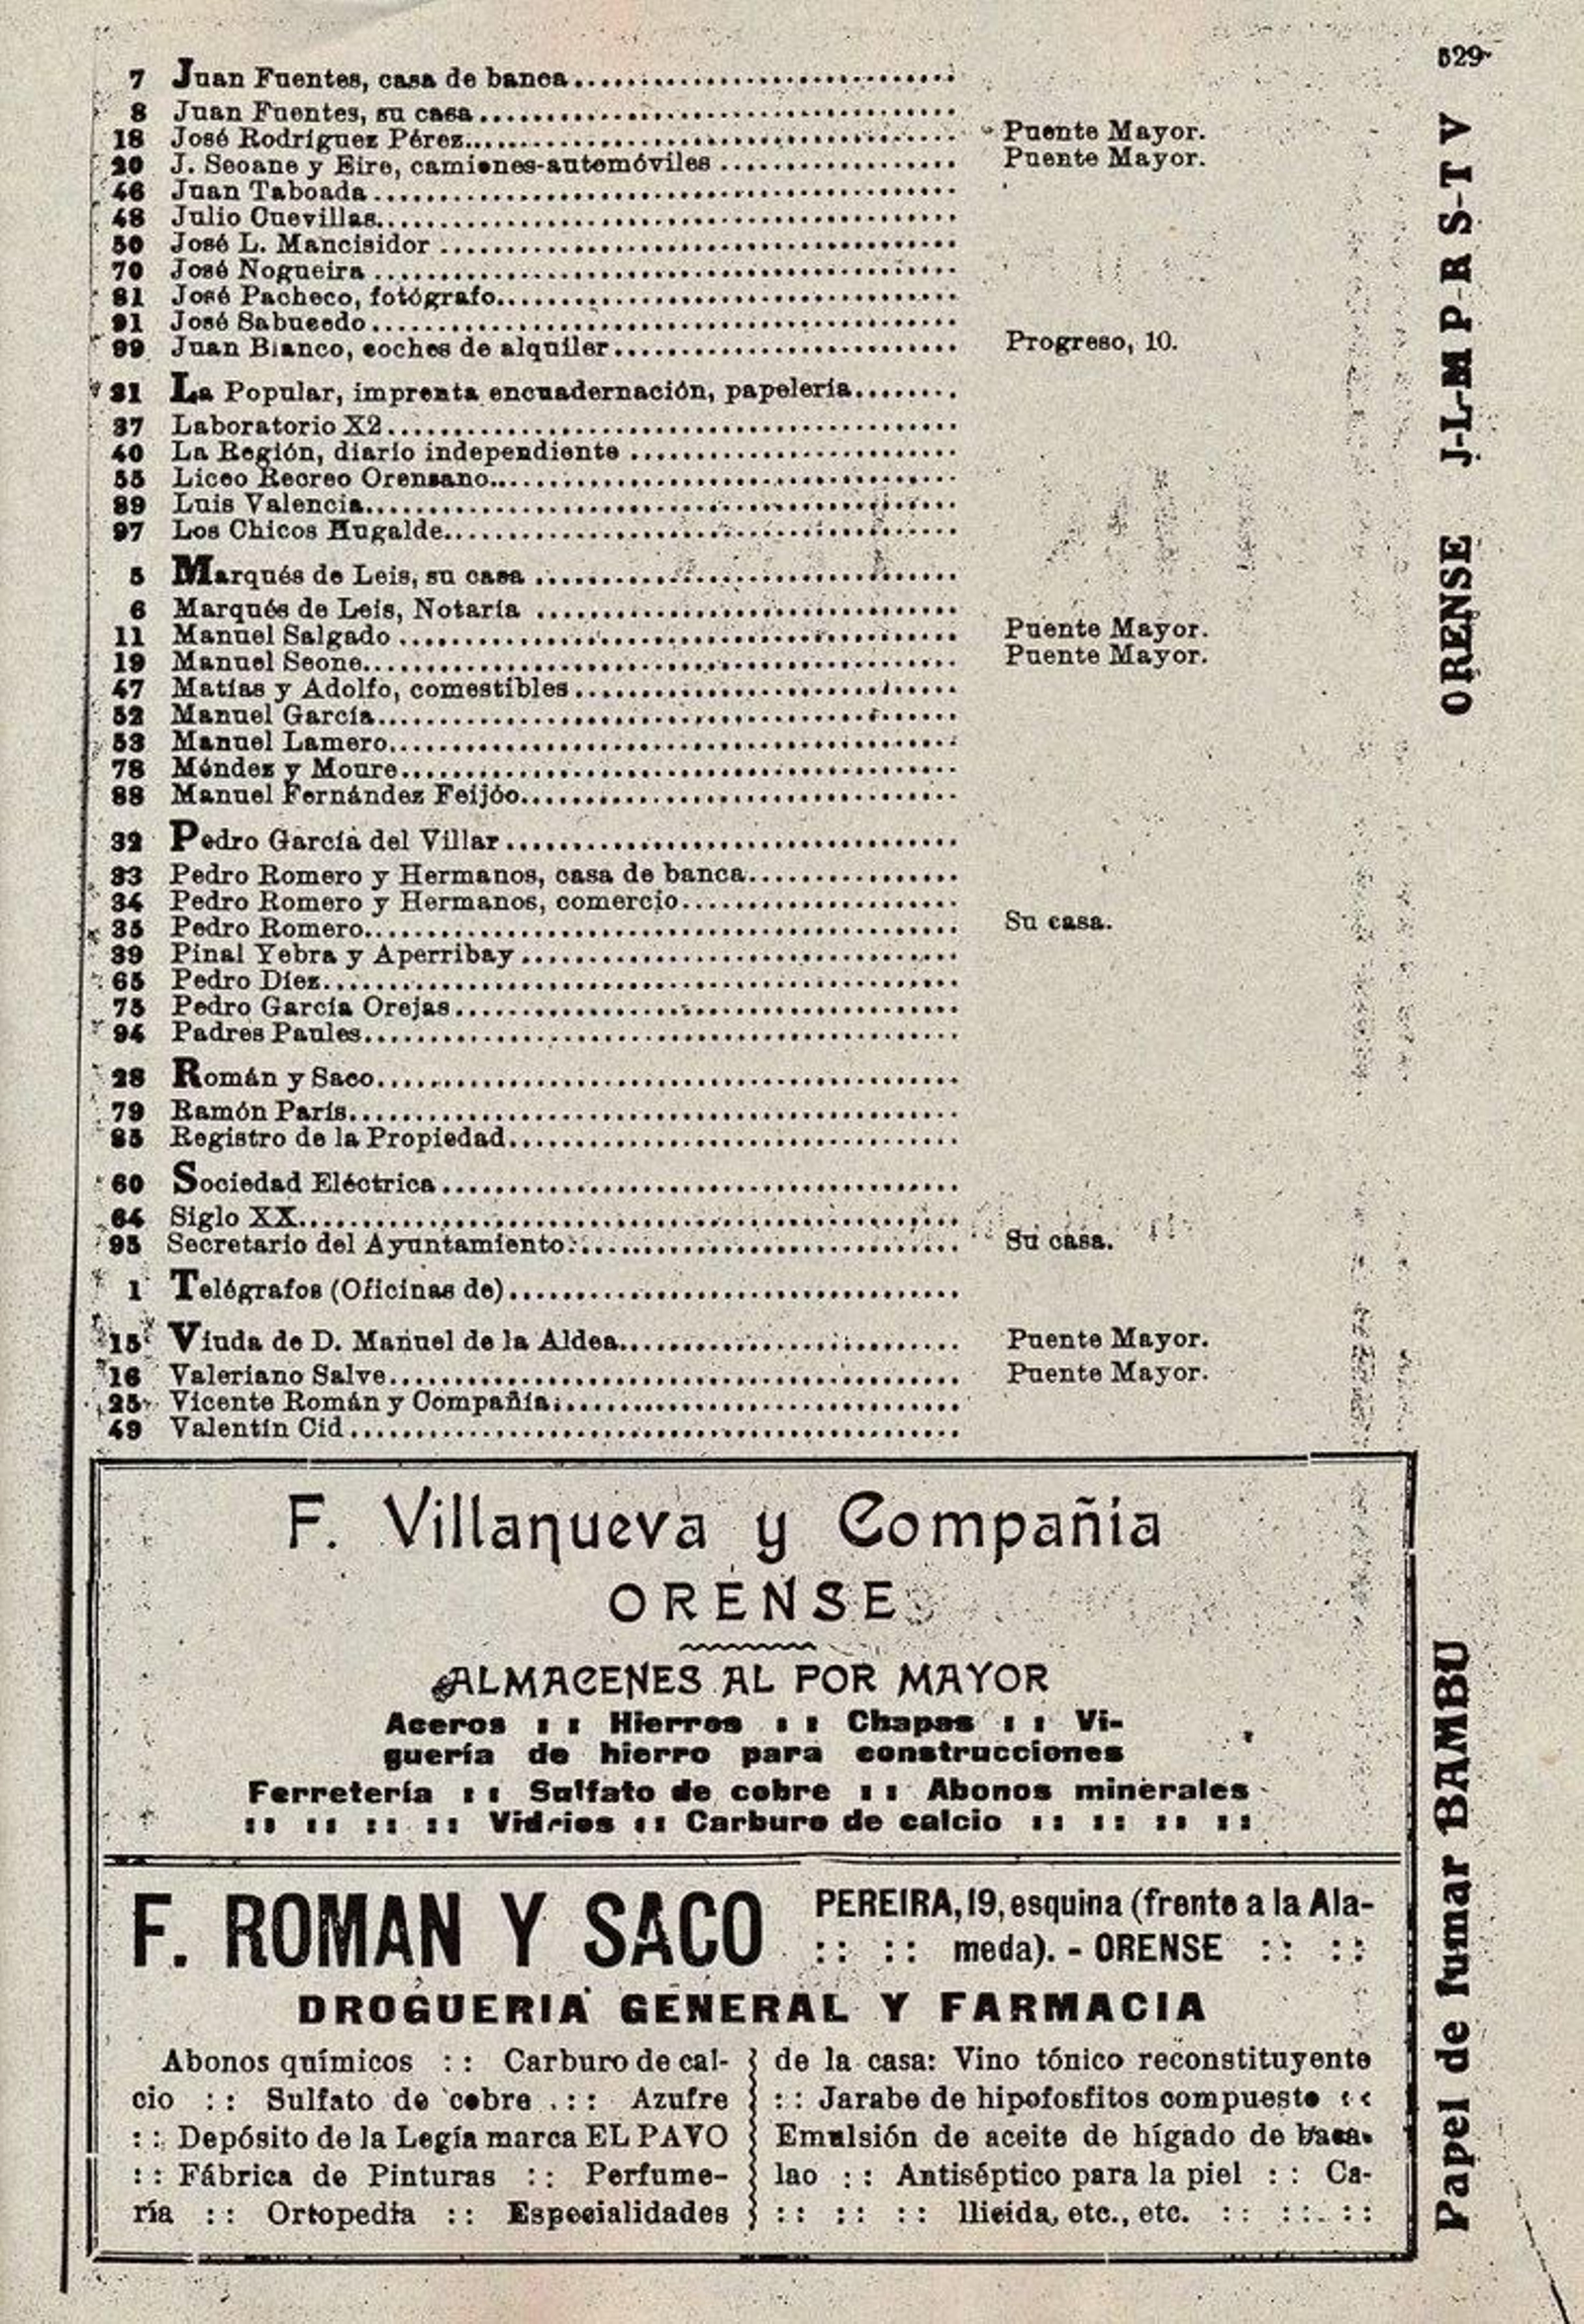 529
7 Juan Fuentes, casa de banca
8 Juan Fuentes, su casa
18 José Rodríguez Pérez Puente Mayor.
20 J. Seoane y Eire, camiones-automóviles Puente Mayor.
46 Juan Taboada
48 Julio Cuevillas
50 José L. Mancisidor
70 José Nogueira
81 José Pacheco, fotógrafo
91 José Sabucedo
99 Juan Blanco, coches de alquiler Progreso, 10.
31 La Popular, imprenta encuadernación, papelería
37 Laboratorio X2
40 La Región, diario independiente
55 Liceo Recreo Orensano
89 Luis Valencia
97 Los Chicos Hugalde
5 Marqués de Leis, su casa
6 Marqués de Leis, Notaría
11 Manuel Salgado Puente Mayor.
19 Manuel Seone Puente Mayor.
47 Matías y Adolfo, comestibles
52 Manuel García
53 Manuel Lamero
78 Méndez y Moure
88 Manuel Fernández Feijóo
32 Pedro García del Villar
33 Pedro Romero y Hermanos, casa de banca
34 Pedro Romero y Hermanos, comercio
35 Pedro Romero Su casa.
39 Pinal Yebra y Aperribay
65 Pedro Díez
75 Pedro García Orejas
94 Padres Paules
28 Román y Saco
79 Ramón París
85 Registro de la Propiedad
60 Sociedad Eléctrica
64 Siglo XX
95 Secretario del Ayuntamiento Su casa.
1 Telégrafos (Oficinas de)
15 Viuda de D. Manuel de la Aldea Puente Mayor.
16 Valeriano Salve Puente Mayor.
25 Vicente Román y Compañía
49 Valentín Cid
ORENSE J-L-M P-R S-T V
F. Villanueva y Compañia
ORENSE
ALMACENES AL POR MAYOR
Aceros :: Hierros :: Chapas :: Vi-
guería de hierro para construcciones
Ferretería :: Sulfato de cobre :: Abonos minerales
:: :: :: :: Vidrios :: Carburo de calcio :: :: :: ::
F. ROMAN Y SACO
PEREIRA, 19, esquina (frente a la Ala-
:: :: meda). - ORENSE :: ::
DROGUERIA GENERAL Y FARMACIA
Abonos químicos :: Carburo de cal-
cio :: Sulfato de cobre :: Azufre
:: Depósito de la Legía marca EL PAVO
:: Fábrica de Pinturas :: Perfume-
ría :: Ortopedia :: Especialidades
de la casa: Vino tónico reconstituyente
:: Jarabe de hipofosfitos compuesto ::
Emulsión de aceite de hígado de baca-
lao :: Antiséptico para la piel :: Ca-
:: :: :: llicida, etc., etc. :: :: ::
Papel de fumar BAMBU